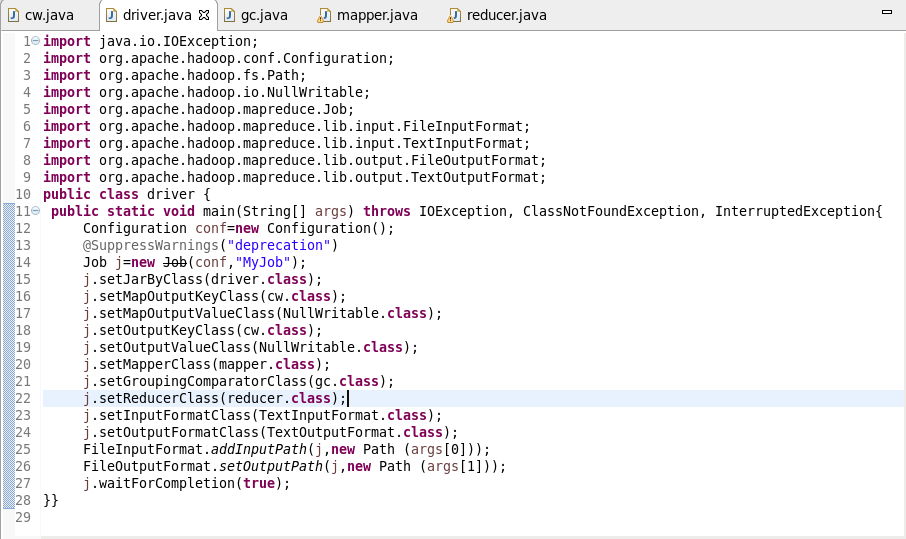 cw.java driver.java gc.java mapper.java reducer.java
1 import java.io.IOException;
2 import org.apache.hadoop.conf.Configuration;
3 import org.apache.hadoop.fs.Path;
4 import org.apache.hadoop.io.NullWritable;
5 import org.apache.hadoop.mapreduce.Job;
6 import org.apache.hadoop.mapreduce.lib.input.FileInputFormat;
7 import org.apache.hadoop.mapreduce.lib.input.TextInputFormat;
8 import org.apache.hadoop.mapreduce.lib.output.FileOutputFormat;
9 import org.apache.hadoop.mapreduce.lib.output.TextOutputFormat;
10 public class driver {
11 public static void main(String[] args) throws IOException, ClassNotFoundException, InterruptedException{
12 Configuration conf=new Configuration();
13 @SuppressWarnings("deprecation")
14 Job j=new Job(conf,"MyJob");
15 j.setJarByClass(driver.class);
16 j.setMapOutputKeyClass(cw.class);
17 j.setMapOutputValueClass(NullWritable.class);
18 j.setOutputKeyClass(cw.class);
19 j.setOutputValueClass(NullWritable.class);
20 j.setMapperClass(mapper.class);
21 j.setGroupingComparatorClass(gc.class);
22 j.setReducerClass(reducer.class);
23 j.setInputFormatClass(TextInputFormat.class);
24 j.setOutputFormatClass(TextOutputFormat.class);
25 FileInputFormat.addInputPath(j,new Path (args[0]));
26 FileOutputFormat.setOutputPath(j,new Path (args[1]));
27 j.waitForCompletion(true);
28 }}
29